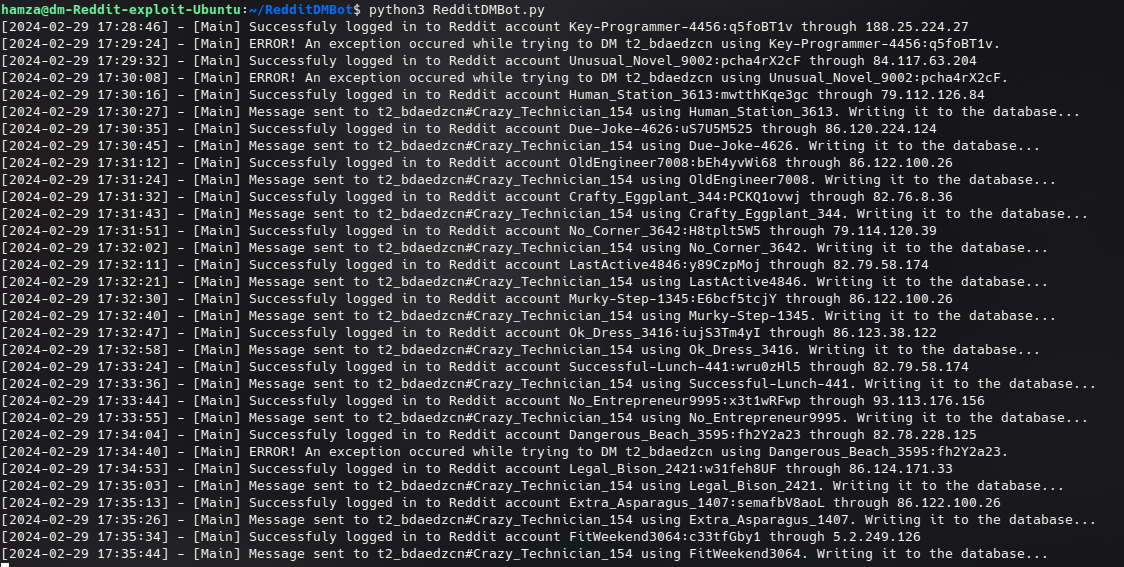 hamza@dm-Reddit-exploit-Ubuntu:~/RedditDMBot$ python3 RedditDMBot.py
[2024-02-29 17:28:46] - [Main] Successfuly logged in to Reddit account Key-Programmer-4456:q5foBT1v through 188.25.224.27
[2024-02-29 17:29:24] - [Main] ERROR! An exception occured while trying to DM t2_bdaedzcn using Key-Programmer-4456:q5foBT1v.
[2024-02-29 17:29:32] - [Main] Successfuly logged in to Reddit account Unusual_Novel_9002:pcha4rX2cF through 84.117.63.204
[2024-02-29 17:30:08] - [Main] ERROR! An exception occured while trying to DM t2_bdaedzcn using Unusual_Novel_9002:pcha4rX2cF.
[2024-02-29 17:30:16] - [Main] Successfuly logged in to Reddit account Human_Station_3613:mwtthKqe3gc through 79.112.126.84
[2024-02-29 17:30:27] - [Main] Message sent to t2_bdaedzcn#Crazy_Technician_154 using Human_Station_3613. Writing it to the database...
[2024-02-29 17:30:35] - [Main] Successfuly logged in to Reddit account Due-Joke-4626:uS7U5M525 through 86.120.224.124
[2024-02-29 17:30:45] - [Main] Message sent to t2_bdaedzcn#Crazy_Technician_154 using Due-Joke-4626. Writing it to the database...
[2024-02-29 17:31:12] - [Main] Successfuly logged in to Reddit account OldEngineer7008:bEh4yvWi68 through 86.122.100.26
[2024-02-29 17:31:24] - [Main] Message sent to t2_bdaedzcn#Crazy_Technician_154 using OldEngineer7008. Writing it to the database...
[2024-02-29 17:31:32] - [Main] Successfuly logged in to Reddit account Crafty_Eggplant_344:PCKQ1ovwj through 82.76.8.36
[2024-02-29 17:31:43] - [Main] Message sent to t2_bdaedzcn#Crazy_Technician_154 using Crafty_Eggplant_344. Writing it to the database...
[2024-02-29 17:31:51] - [Main] Successfuly logged in to Reddit account No_Corner_3642:H8tplt5W5 through 79.114.120.39
[2024-02-29 17:32:02] - [Main] Message sent to t2_bdaedzcn#Crazy_Technician_154 using No_Corner_3642. Writing it to the database...
[2024-02-29 17:32:11] - [Main] Successfuly logged in to Reddit account LastActive4846:y89CzpMoj through 82.79.58.174
[2024-02-29 17:32:21] - [Main] Message sent to t2_bdaedzcn#Crazy_Technician_154 using LastActive4846. Writing it to the database...
[2024-02-29 17:32:30] - [Main] Successfuly logged in to Reddit account Murky-Step-1345:E6bcf5tcjY through 86.122.100.26
[2024-02-29 17:32:40] - [Main] Message sent to t2_bdaedzcn#Crazy_Technician_154 using Murky-Step-1345. Writing it to the database...
[2024-02-29 17:32:47] - [Main] Successfuly logged in to Reddit account Ok_Dress_3416:iujS3Tm4yI through 86.123.38.122
[2024-02-29 17:32:58] - [Main] Message sent to t2_bdaedzcn#Crazy_Technician_154 using Ok_Dress_3416. Writing it to the database...
[2024-02-29 17:33:24] - [Main] Successfuly logged in to Reddit account Successful-Lunch-441:wru0zHl5 through 82.79.58.174
[2024-02-29 17:33:36] - [Main] Message sent to t2_bdaedzcn#Crazy_Technician_154 using Successful-Lunch-441. Writing it to the database...
[2024-02-29 17:33:44] - [Main] Successfuly logged in to Reddit account No_Entrepreneur9995:x3t1wRFwp through 93.113.176.156
[2024-02-29 17:33:55] - [Main] Message sent to t2_bdaedzcn#Crazy_Technician_154 using No_Entrepreneur9995. Writing it to the database...
[2024-02-29 17:34:04] - [Main] Successfuly logged in to Reddit account Dangerous_Beach_3595:fh2Y2a23 through 82.78.228.125
[2024-02-29 17:34:40] - [Main] ERROR! An exception occured while trying to DM t2_bdaedzcn using Dangerous_Beach_3595:fh2Y2a23.
[2024-02-29 17:34:53] - [Main] Successfuly logged in to Reddit account Legal_Bison_2421:w31feh8UF through 86.124.171.33
[2024-02-29 17:35:03] - [Main] Message sent to t2_bdaedzcn#Crazy_Technician_154 using Legal_Bison_2421. Writing it to the database...
[2024-02-29 17:35:13] - [Main] Successfuly logged in to Reddit account Extra_Asparagus_1407:semafbV8aoL through 86.122.100.26
[2024-02-29 17:35:26] - [Main] Message sent to t2_bdaedzcn#Crazy_Technician_154 using Extra_Asparagus_1407. Writing it to the database...
[2024-02-29 17:35:34] - [Main] Successfuly logged in to Reddit account FitWeekend3064:c33tfGby1 through 5.2.249.126
[2024-02-29 17:35:44] - [Main] Message sent to t2_bdaedzcn#Crazy_Technician_154 using FitWeekend3064. Writing it to the database...